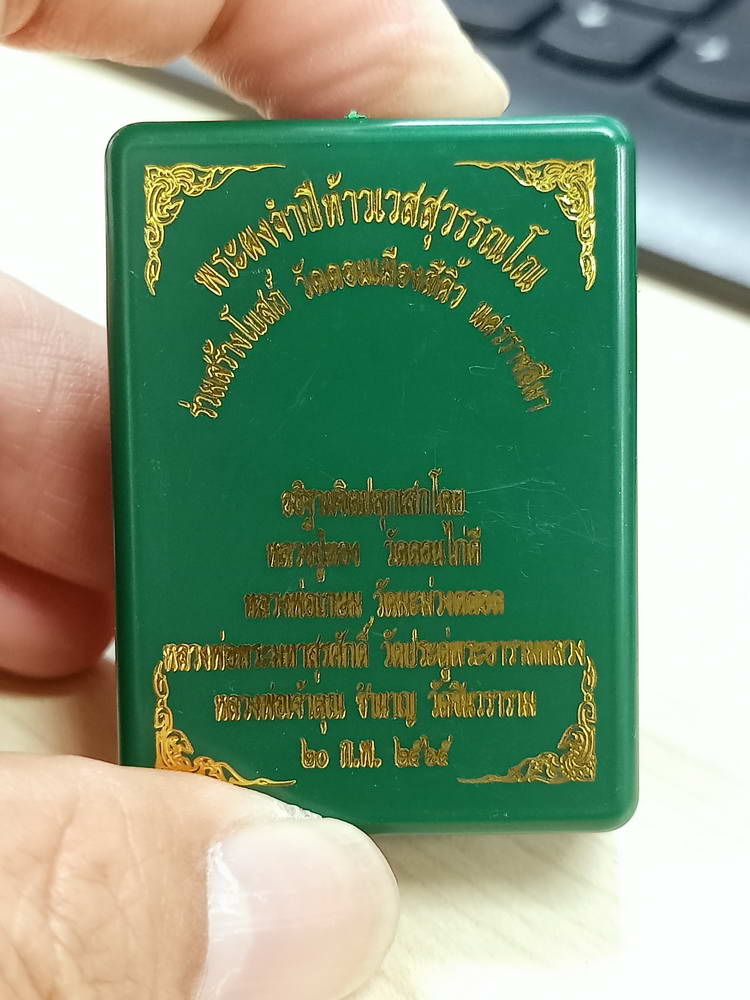 พระผงจำปีท้าวเวสสุวรรณโณ
ร่วมสร้างโบสถ์ วัดดอนเมืองสีคิ้ว นครราชสีมา
อธิฐานจิตปลุกเสกโดย
หลวงปู่ทอง วัดดอนไก่ดี
หลวงพ่อเกษม วัดมะม่วงตลอด
หลวงพ่อพระมหาสุรศักดิ์ วัดประดู่พระอารามหลวง
หลวงพ่อเจ้าคุณ ชำนาญ วัดชินวราราม
๒๐ ก.พ. ๒๕๖๕